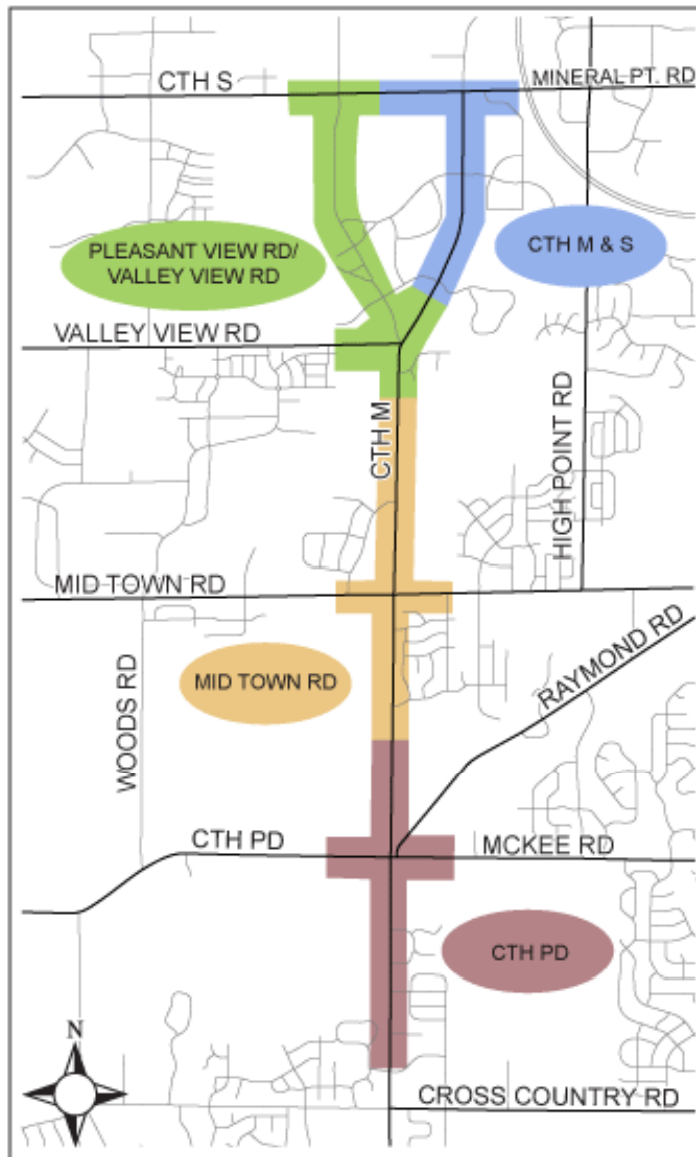 CTH S
MINERAL PT. RD
PLEASANT VIEW RD/
VALLEY VIEW RD
CTH M & S
VALLEY VIEW RD
CTH M
HIGH POINT RD
MID TOWN RD
WOODS RD
MID TOWN RD
RAYMOND RD
CTH PD
MCKEE RD
CTH PD
N
CROSS COUNTRY RD